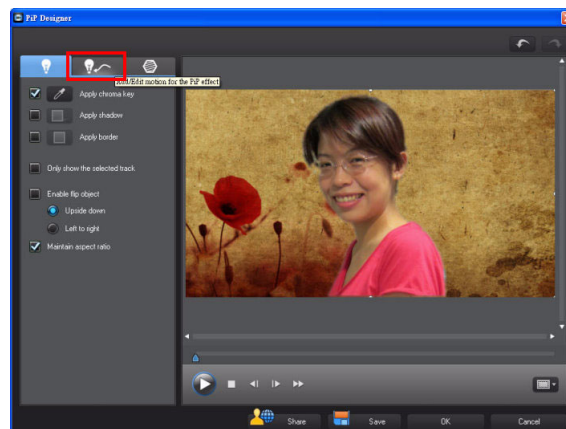 PiP Designer
Add/Edit motion for the PiP effect
Apply chroma key
Apply shadow
Apply border
Only show the selected track
Enable flip object
Upside down
Left to right
Maintain aspect ratio
Share
Save
OK
Cancel